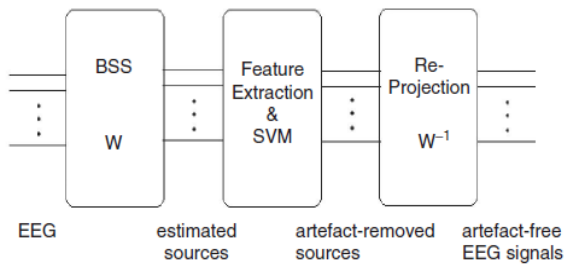 BSS
W
Feature
Extraction
&
SVM
Re-
Projection
W⁻¹
EEG
estimated
sources
artefact-removed
sources
artefact-free
EEG signals